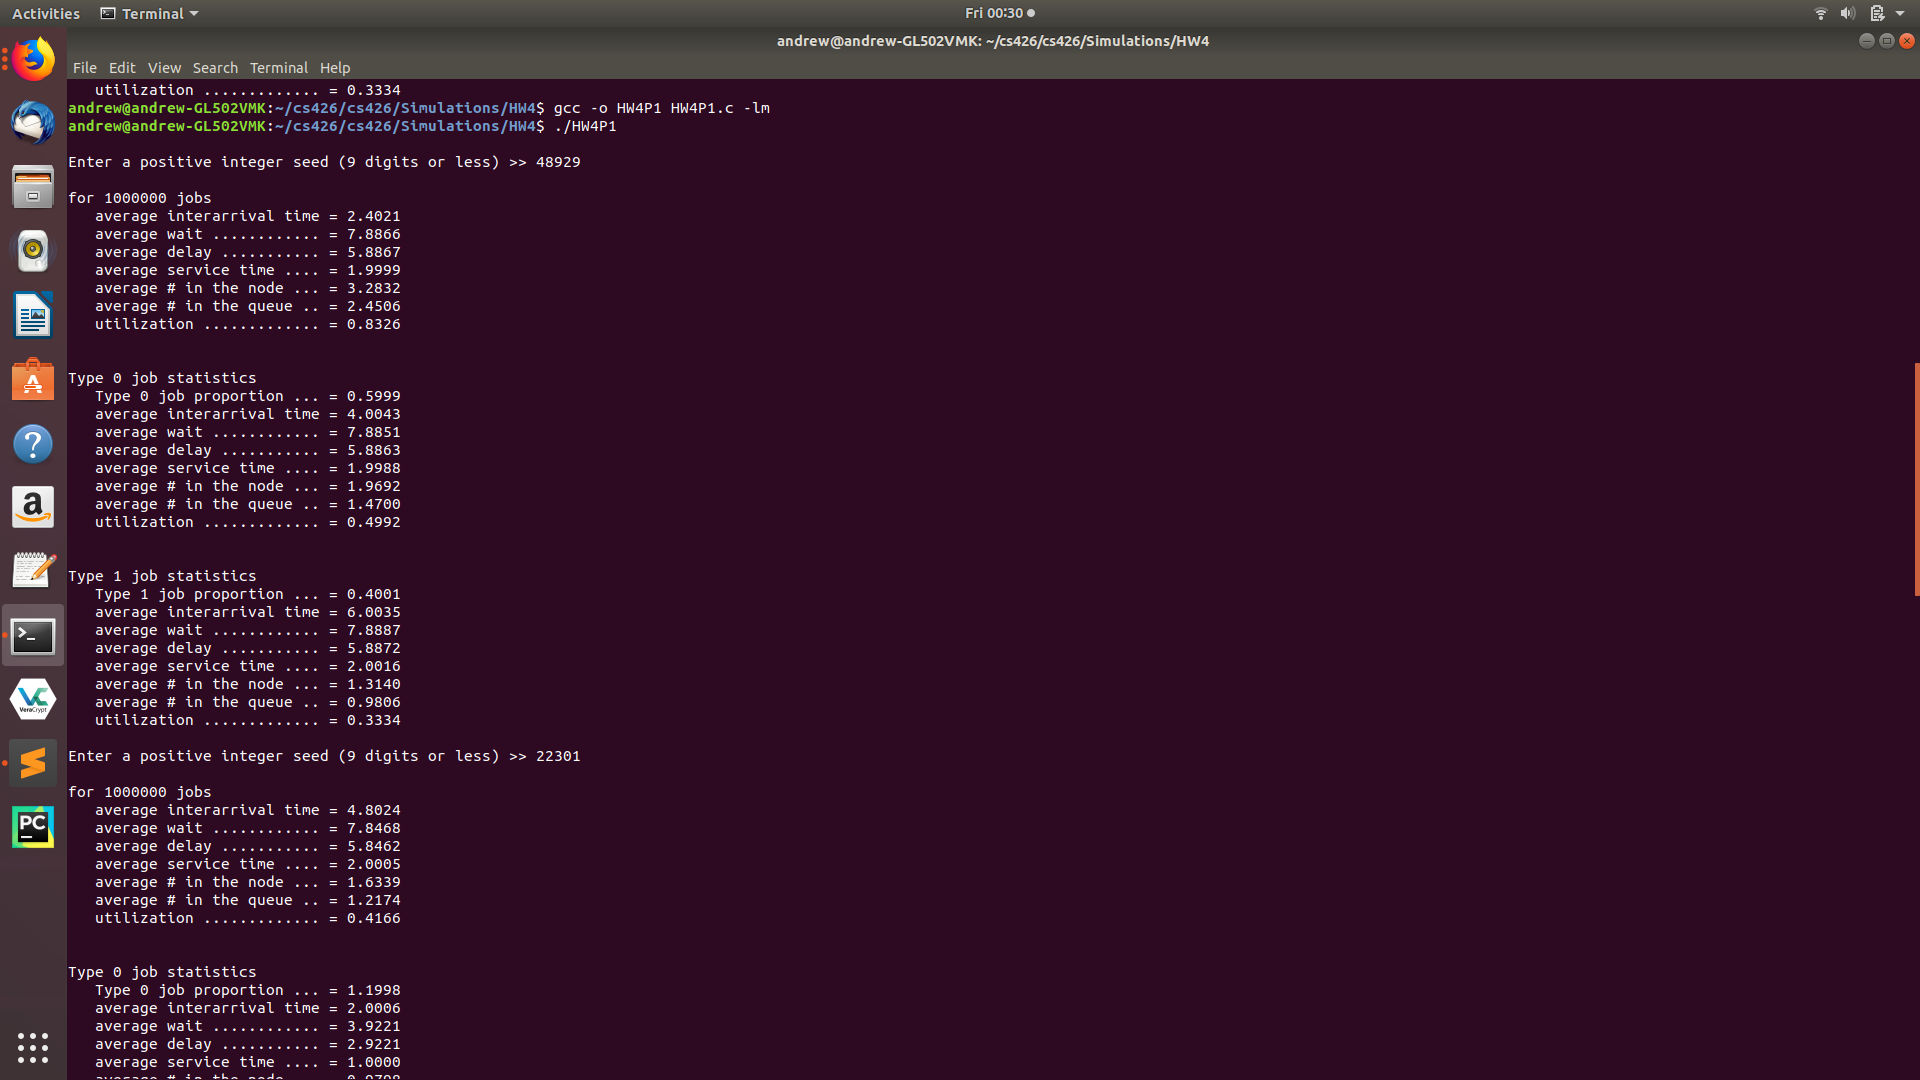 Activities
Terminal
Fri 00:30
andrew@andrew-GL502VMK: ~/cs426/cs426/Simulations/HW4
File Edit View Search Terminal Help
utilization ............. = 0.3334
andrew@andrew-GL502VMK:~/cs426/cs426/Simulations/HW4$ gcc -o HW4P1 HW4P1.c -lm
andrew@andrew-GL502VMK:~/cs426/cs426/Simulations/HW4$ ./HW4P1
Enter a positive integer seed (9 digits or less) >> 48929
for 1000000 jobs
average interarrival time = 2.4021
average wait ............ = 7.8866
average delay ........... = 5.8867
average service time .... = 1.9999
average # in the node ... = 3.2832
average # in the queue .. = 2.4506
utilization ............. = 0.8326
Type 0 job statistics
Type 0 job proportion ... = 0.5999
average interarrival time = 4.0043
average wait ............ = 7.8851
average delay ........... = 5.8863
average service time .... = 1.9988
average # in the node ... = 1.9692
average # in the queue .. = 1.4700
utilization ............. = 0.4992
Type 1 job statistics
Type 1 job proportion ... = 0.4001
average interarrival time = 6.0035
average wait ............ = 7.8887
average delay ........... = 5.8872
average service time .... = 2.0016
average # in the node ... = 1.3140
average # in the queue .. = 0.9806
utilization ............. = 0.3334
Enter a positive integer seed (9 digits or less) >> 22301
for 1000000 jobs
average interarrival time = 4.8024
average wait ............ = 7.8468
average delay ........... = 5.8462
average service time .... = 2.0005
average # in the node ... = 1.6339
average # in the queue .. = 1.2174
utilization ............. = 0.4166
Type 0 job statistics
Type 0 job proportion ... = 1.1998
average interarrival time = 2.0006
average wait ............ = 3.9221
average delay ........... = 2.9221
average service time .... = 1.0000
VC
VeraCrypt
PC